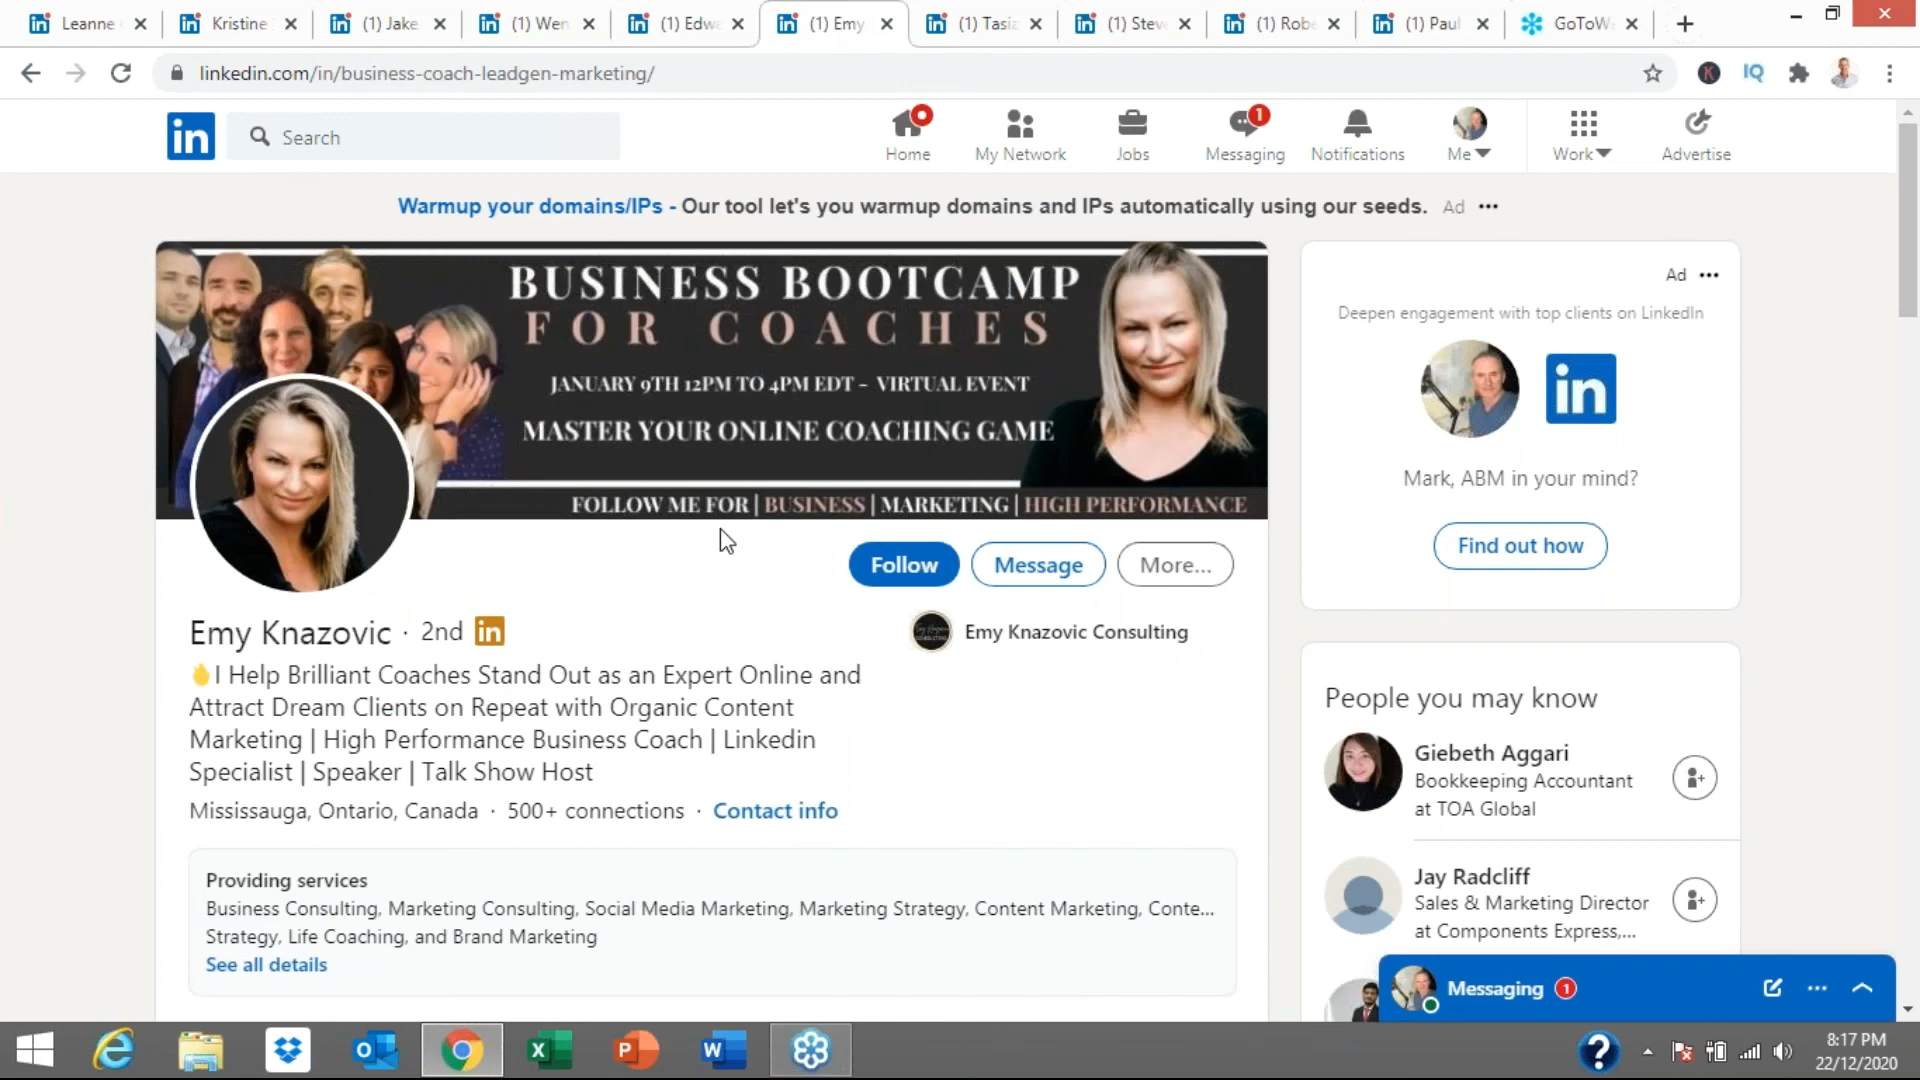 Leanne
Kristine
(1) Jake
(1) Wen
(1) Edwa
(1) Emy
(1) Tasia
(1) Stev
(1) Robe
(1) Paul
GoToW
linkedin.com/in/business-coach-leadgen-marketing/
IQ
in
Search
Home
My Network
Jobs
1
Messaging
Notifications
Me
Work
Advertise
Warmup your domains/IPs - Our tool let's you warmup domains and IPs automatically using our seeds. Ad
BUSINESS BOOTCAMP
FOR COACHES
JANUARY 9TH 12PM TO 4PM EDT - VIRTUAL EVENT
MASTER YOUR ONLINE COACHING GAME
FOLLOW ME FOR | BUSINESS | MARKETING | HIGH PERFORMANCE
Follow
Message
More...
Emy Knazovic · 2nd in
Emy Knazovic Consulting
I Help Brilliant Coaches Stand Out as an Expert Online and
Attract Dream Clients on Repeat with Organic Content
Marketing | High Performance Business Coach | Linkedin
Specialist | Speaker | Talk Show Host
Mississauga, Ontario, Canada · 500+ connections · Contact info
Providing services
Business Consulting, Marketing Consulting, Social Media Marketing, Marketing Strategy, Content Marketing, Conte...
Strategy, Life Coaching, and Brand Marketing
See all details
Ad
Deepen engagement with top clients on LinkedIn
in
Mark, ABM in your mind?
Find out how
People you may know
Giebeth Aggari
Bookkeeping Accountant
at TOA Global
Jay Radcliff
Sales & Marketing Director
at Components Express,...
Messaging 1
8:17 PM
22/12/2020